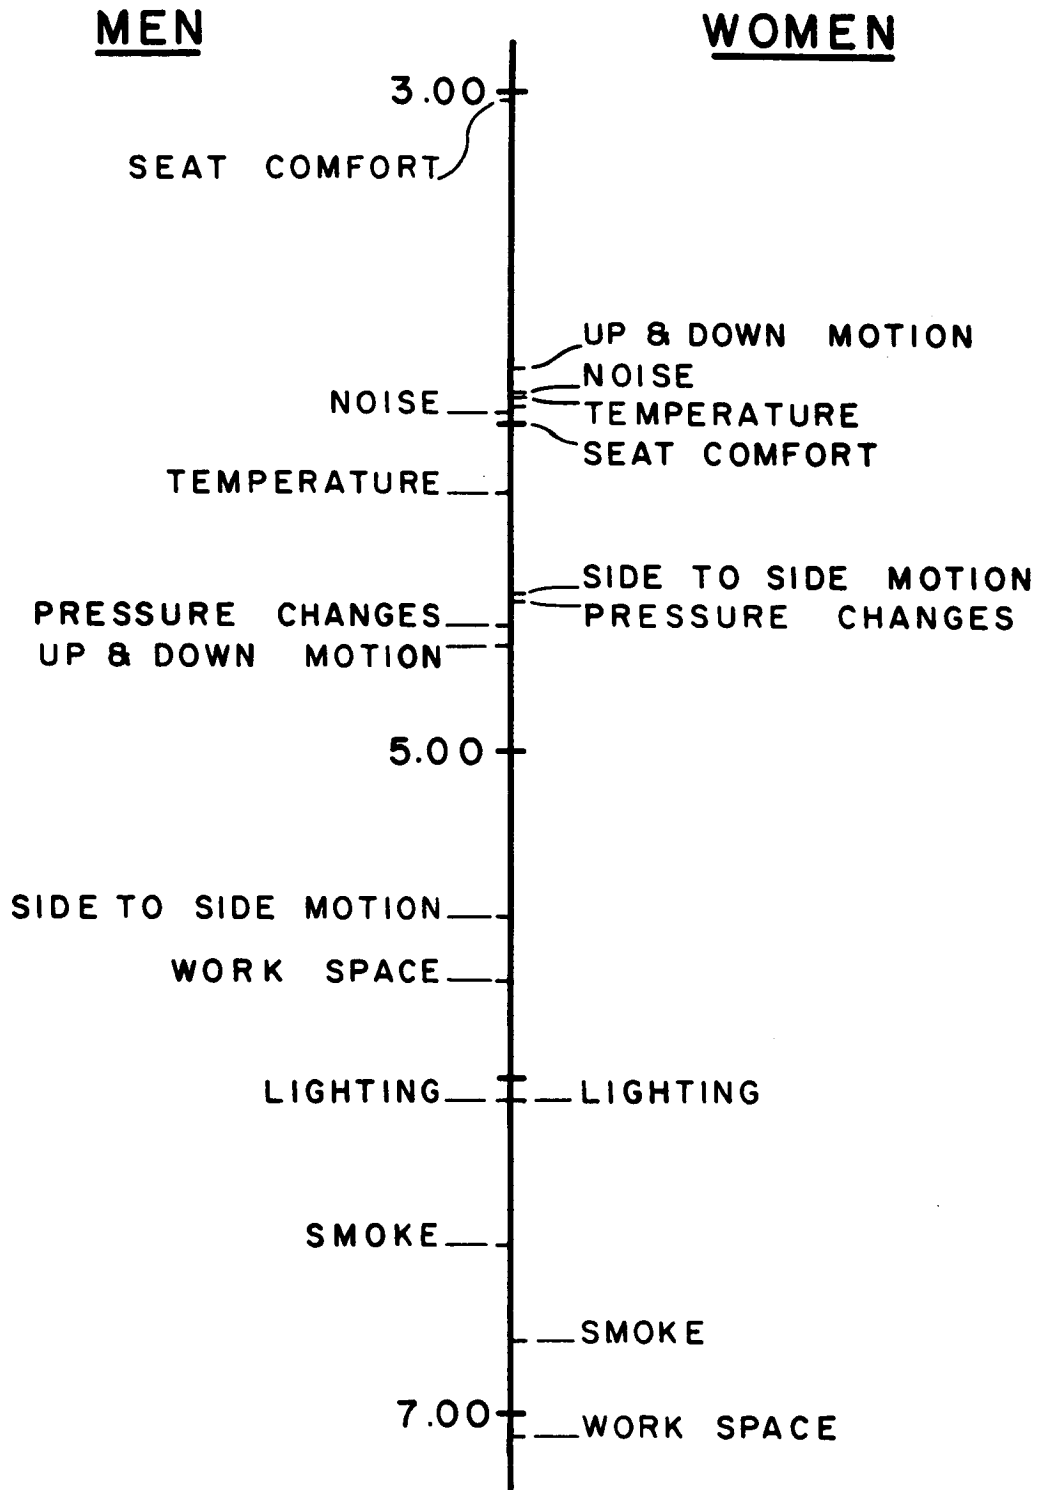 MEN
WOMEN
3.00
SEAT COMFORT
UP & DOWN MOTION
NOISE
NOISE
TEMPERATURE
SEAT COMFORT
TEMPERATURE
SIDE TO SIDE MOTION
PRESSURE CHANGES
PRESSURE CHANGES
UP & DOWN MOTION
5.00
SIDE TO SIDE MOTION
WORK SPACE
LIGHTING
LIGHTING
SMOKE
SMOKE
7.00
WORK SPACE